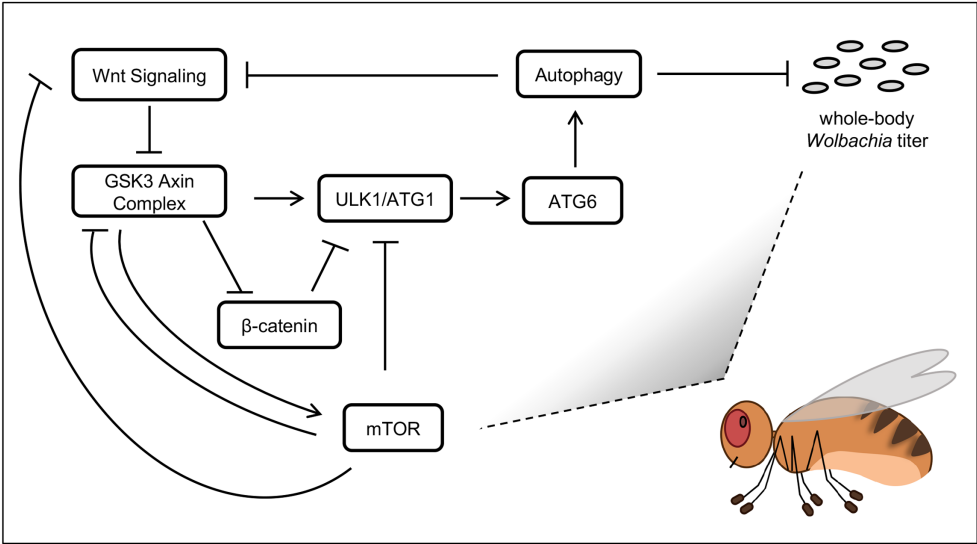 Wnt Signaling
Autophagy
whole-body
Wolbachia titer
GSK3 Axin
Complex
ULK1/ATG1
ATG6
β-catenin
mTOR